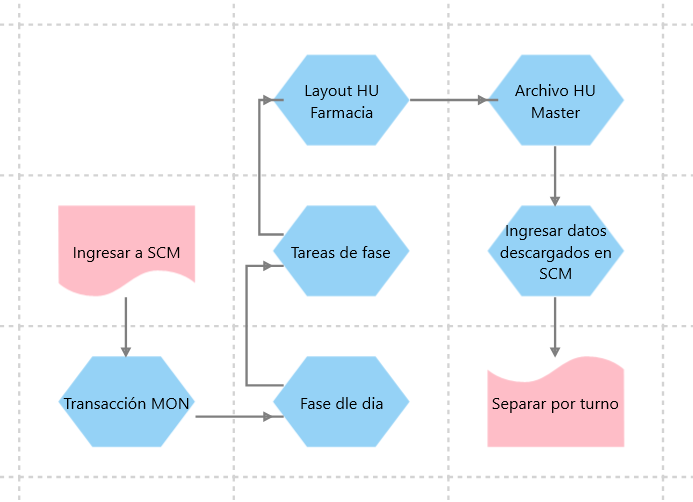 Layout HU
Farmacia
Archivo HU
Master
Ingresar a SCM
Tareas de fase
Ingresar datos
descargados en
SCM
Transacción MON
Fase dle dia
Separar por turno